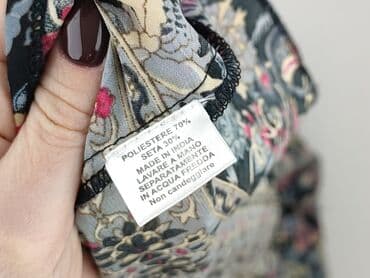 POLIESTERE 70%
SETA 30%
MADE IN INDIA
LAVARE A MANO
SEPARATAMENTE
IN ACQUA FREDDA
Non candeggiare